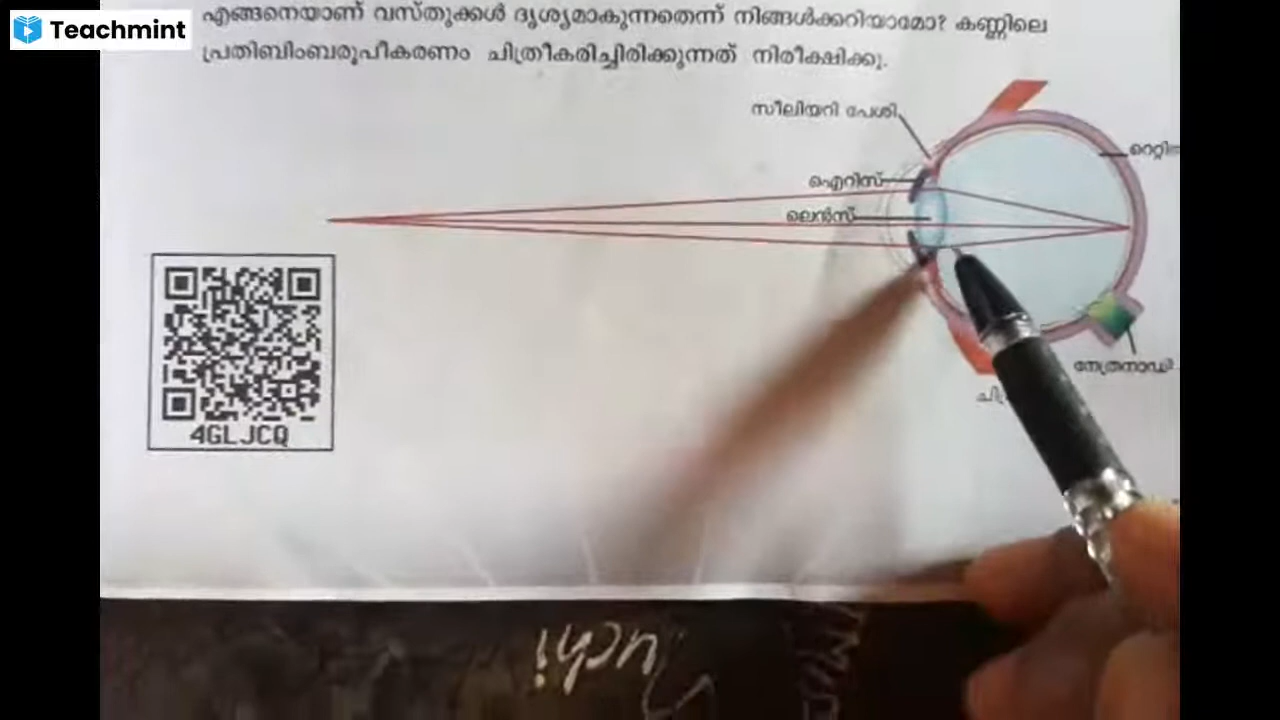 Teachmint
എങ്ങനെയാണ് വസ്തുക്കൾ ദൃശ്യമാകുന്നതെന്ന് നിങ്ങൾക്കറിയാമോ? കണ്ണിലെ
പ്രതിബിംബരൂപീകരണം ചിത്രീകരിച്ചിരിക്കുന്നത് നിരീക്ഷിക്കൂ.
സീലിയറി പേശി
റെറ്റി
ഐറിസ്
ലെൻസ്
നേത്രനാഡി
4GLJCQ